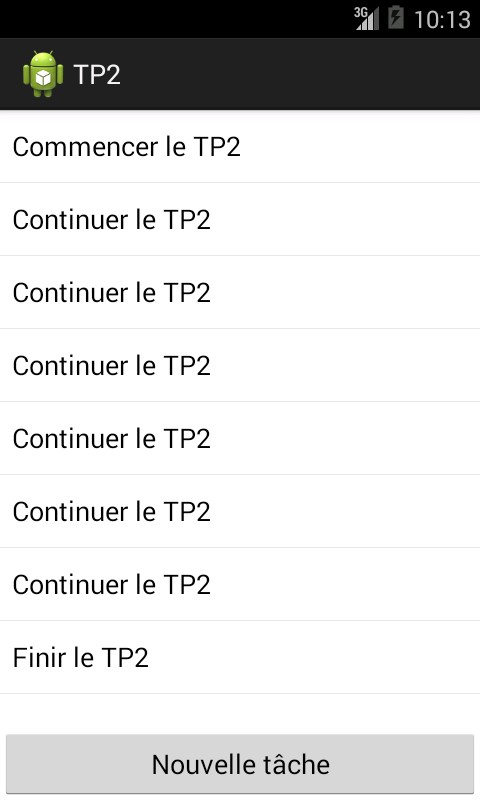 3G 10:13
TP2
Commencer le TP2
Continuer le TP2
Continuer le TP2
Continuer le TP2
Continuer le TP2
Continuer le TP2
Continuer le TP2
Finir le TP2
Nouvelle tâche